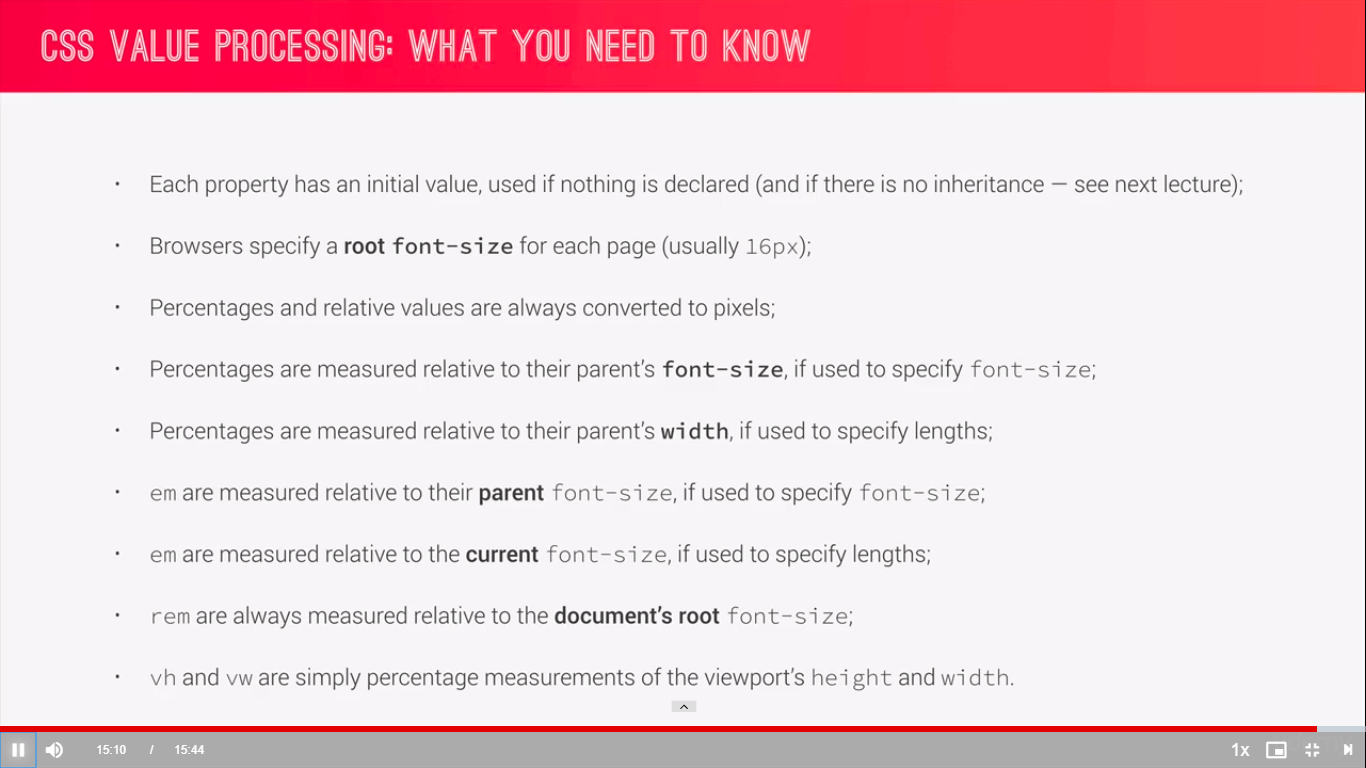 CSS VALUE PROCESSING: WHAT YOU NEED TO KNOW
• Each property has an initial value, used if nothing is declared (and if there is no inheritance — see next lecture);
• Browsers specify a root font-size for each page (usually 16px);
• Percentages and relative values are always converted to pixels;
• Percentages are measured relative to their parent’s font-size, if used to specify font-size;
• Percentages are measured relative to their parent’s width, if used to specify lengths;
• em are measured relative to their parent font-size, if used to specify font-size;
• em are measured relative to the current font-size, if used to specify lengths;
• rem are always measured relative to the document’s root font-size;
• vh and vw are simply percentage measurements of the viewport’s height and width.
15:10 / 15:44 1x